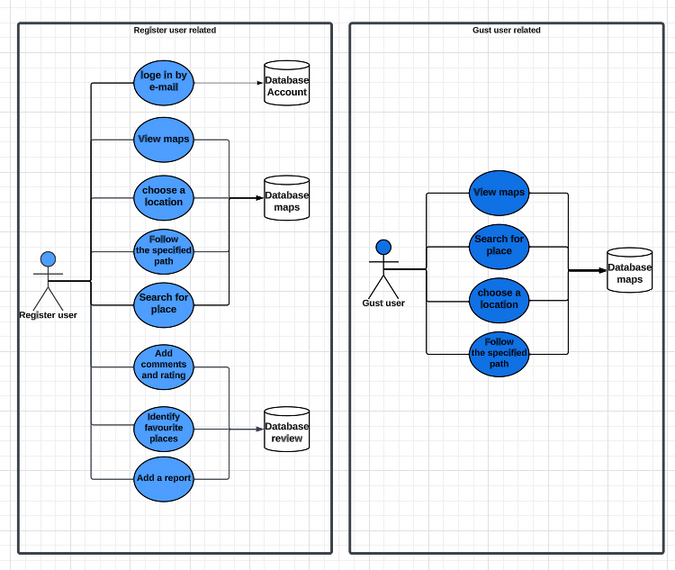 Register user related
loge in by
e-mail
Database
Account
View maps
choose a
location
Database
maps
Follow
the specified
path
Search for
place
Register user
Add
comments
and rating
Identify
favourite
places
Database
review
Add a report
Gust user related
View maps
Search for
place
choose a
location
Follow
the specified
path
Gust user
Database
maps